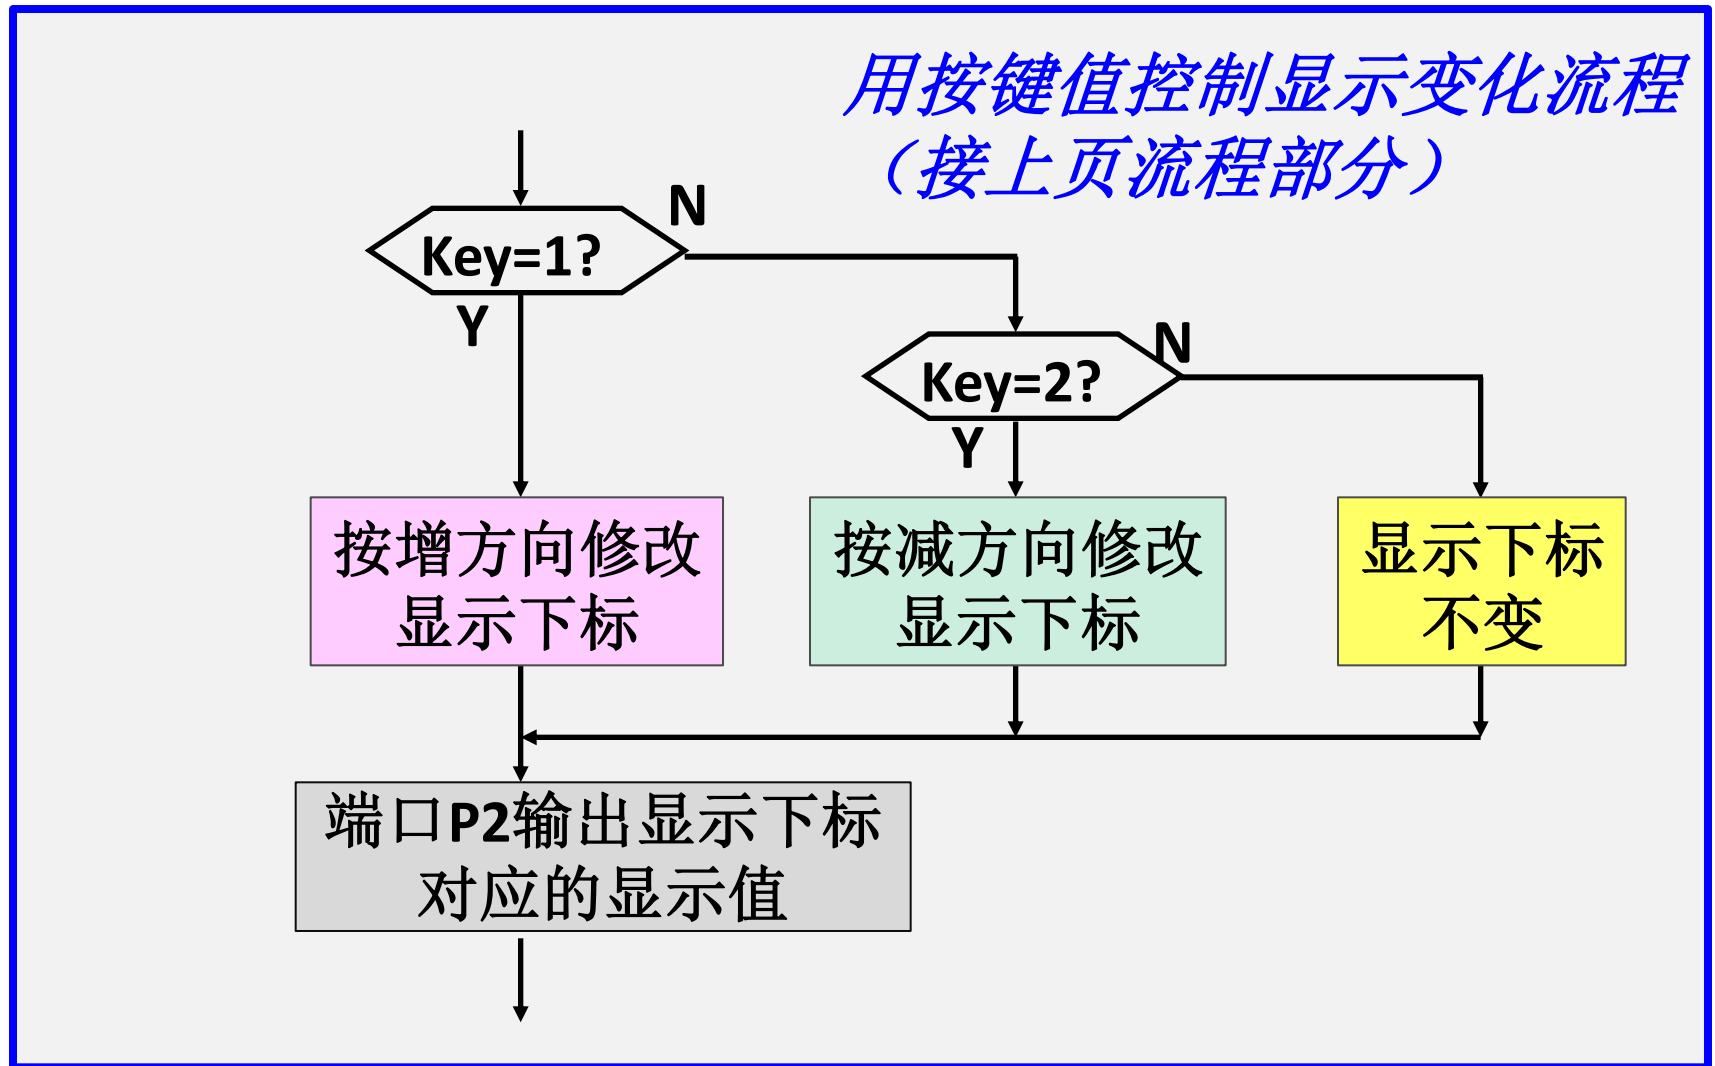 用按键值控制显示变化流程
（接上页流程部分）
N
Key=1?
Y
N
Key=2?
Y
按增方向修改
显示下标
按减方向修改
显示下标
显示下标
不变
端口P2输出显示下标
对应的显示值